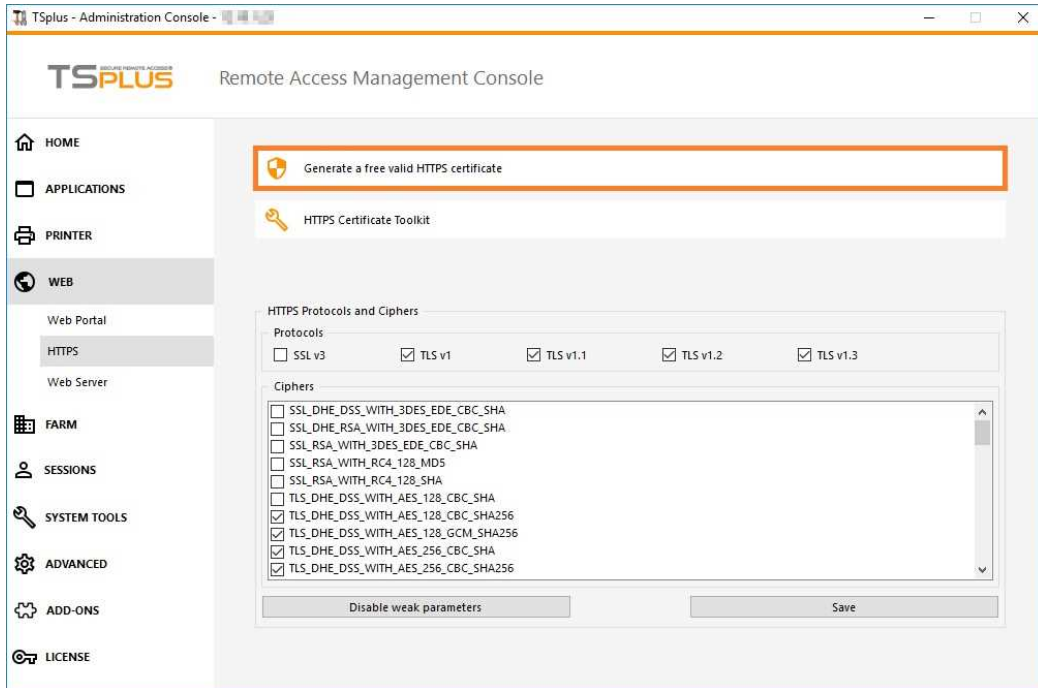 TSplus - Administration Console -
SECURE REMOTE ACCESS
TSPLUS
Remote Access Management Console
HOME
APPLICATIONS
PRINTER
WEB
Web Portal
HTTPS
Web Server
FARM
SESSIONS
SYSTEM TOOLS
ADVANCED
ADD-ONS
LICENSE
Generate a free valid HTTPS certificate
HTTPS Certificate Toolkit
HTTPS Protocols and Ciphers
Protocols
SSL v3 TLS v1 TLS v1.1 TLS v1.2 TLS v1.3
Ciphers
SSL_DHE_DSS_WITH_3DES_EDE_CBC_SHA
SSL_DHE_RSA_WITH_3DES_EDE_CBC_SHA
SSL_RSA_WITH_3DES_EDE_CBC_SHA
SSL_RSA_WITH_RC4_128_MD5
SSL_RSA_WITH_RC4_128_SHA
TLS_DHE_DSS_WITH_AES_128_CBC_SHA
TLS_DHE_DSS_WITH_AES_128_CBC_SHA256
TLS_DHE_DSS_WITH_AES_128_GCM_SHA256
TLS_DHE_DSS_WITH_AES_256_CBC_SHA
TLS_DHE_DSS_WITH_AES_256_CBC_SHA256
Disable weak parameters Save